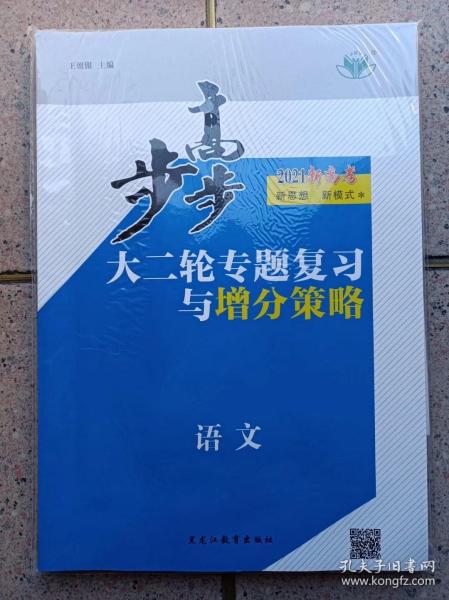 王朝银 主编
步步高
2021新高考
新思想 新模式※
大二轮专题复习
与增分策略
语文
黑龙江教育出版社
孔夫子旧书网
www.kongfz.com